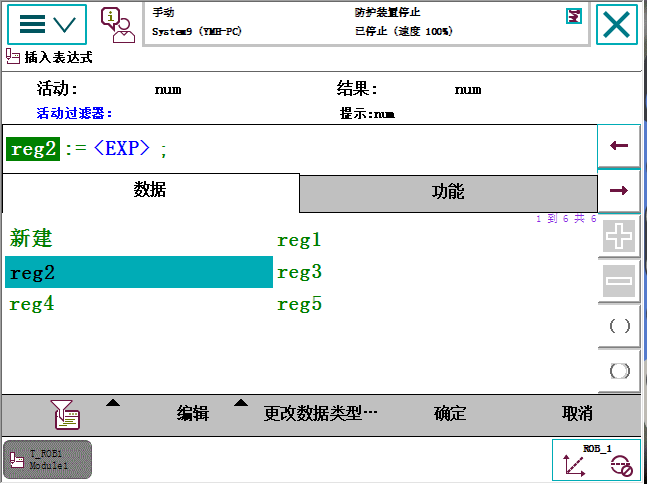 手动 防护装置停止
System9 (YMH-PC) 已停止 (速度 100%)
插入表达式
活动: num 结果: num
活动过滤器: 提示:num
reg2 := <EXP> ;
数据 功能
1 到 6 共 6
新建 reg1
reg2 reg3
reg4 reg5
编辑 更改数据类型… 确定 取消
T_ROB1
Module1
ROB_1